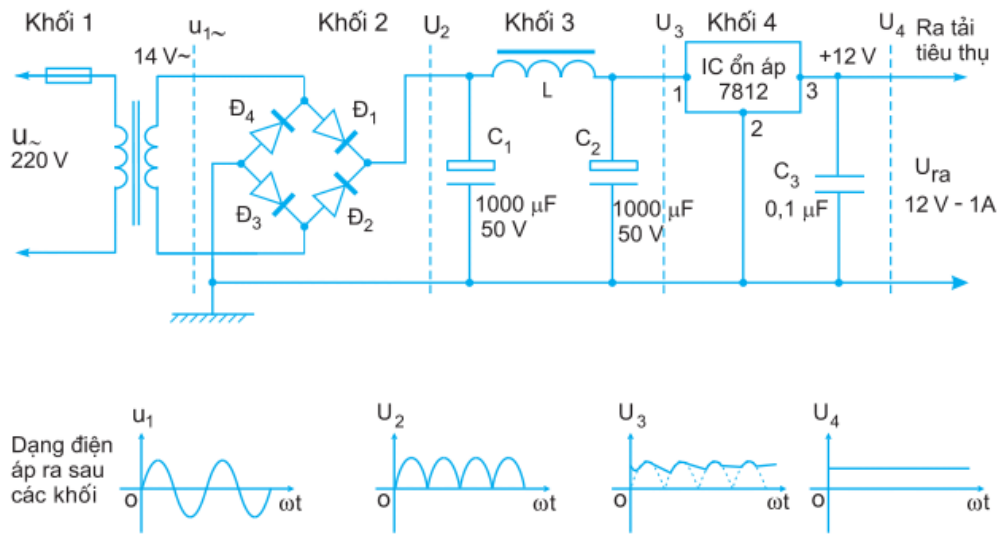 Khối 1
u1~
Khối 2
U2
Khối 3
U3
Khối 4
U4
Ra tải
tiêu thụ
14 V~
+12 V
IC ổn áp
7812
1
3
2
L
Đ4
Đ1
Đ3
Đ2
u~
220 V
C1
1000 μF
50 V
C2
1000 μF
50 V
C3
0,1 μF
Ura
12 V - 1A
Dạng điện
áp ra sau
các khối
u1
o
ωt
U2
o
ωt
U3
o
ωt
U4
o
ωt